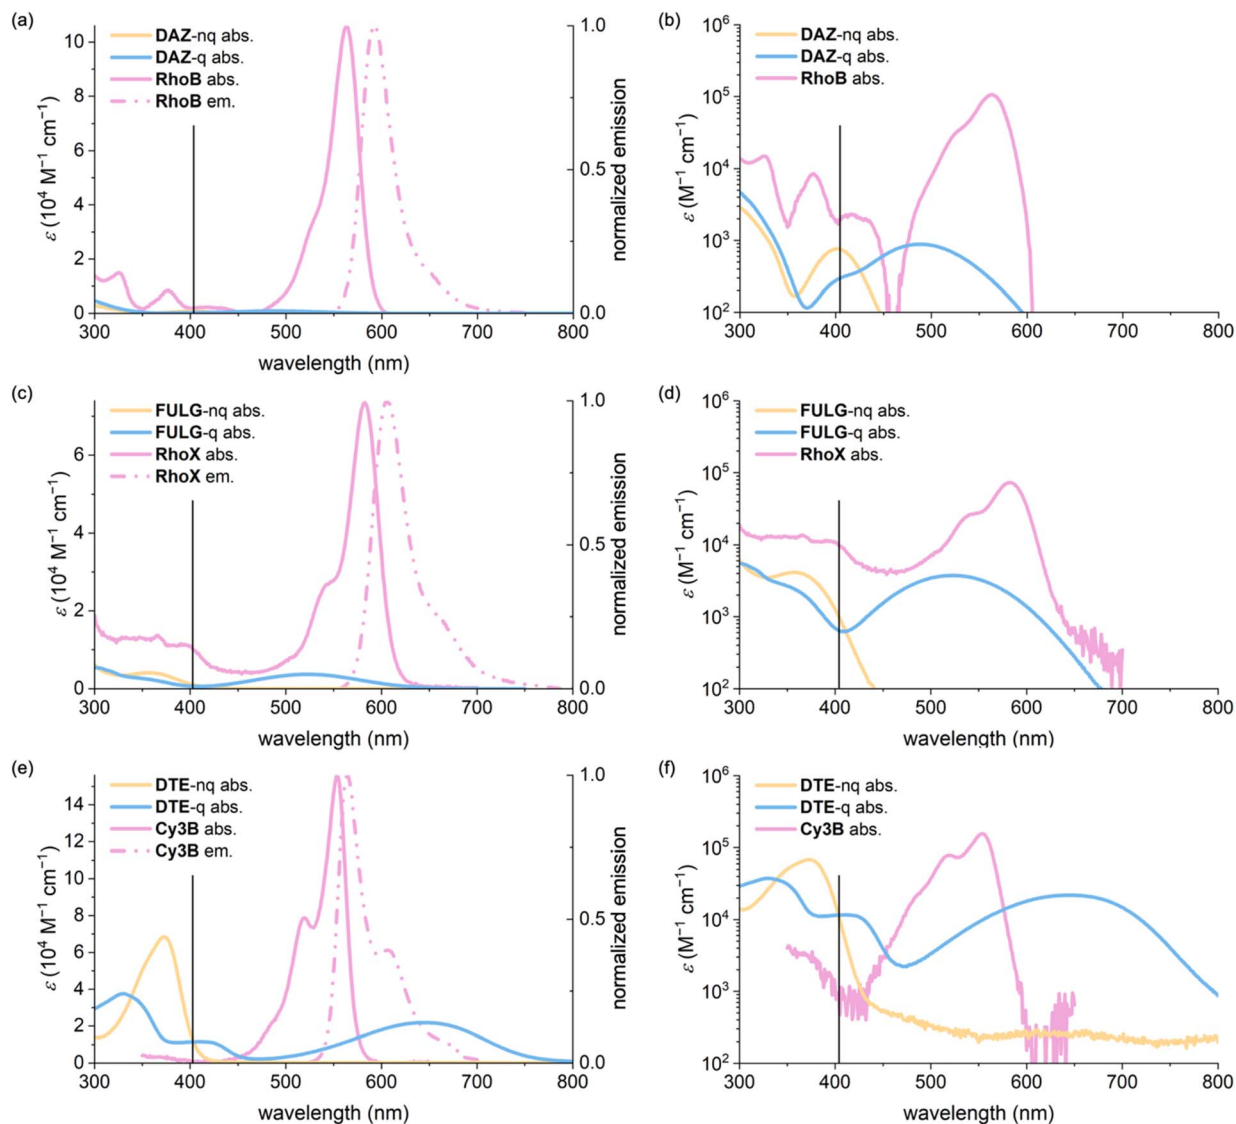 (a)
DAZ-nq abs.
DAZ-q abs.
RhoB abs.
RhoB em.
ε (10⁴ M⁻¹ cm⁻¹)
10
8
6
4
2
0
1.0
0.5
0.0
normalized emission
300 400 500 600 700 800
wavelength (nm)
(b)
DAZ-nq abs.
DAZ-q abs.
RhoB abs.
ε (M⁻¹ cm⁻¹)
10⁶
10⁵
10⁴
10³
10²
300 400 500 600 700 800
wavelength (nm)
(c)
FULG-nq abs.
FULG-q abs.
RhoX abs.
RhoX em.
ε (10⁴ M⁻¹ cm⁻¹)
6
4
2
0
1.0
0.5
0.0
normalized emission
300 400 500 600 700 800
wavelength (nm)
(d)
FULG-nq abs.
FULG-q abs.
RhoX abs.
ε (M⁻¹ cm⁻¹)
10⁶
10⁵
10⁴
10³
10²
300 400 500 600 700 800
wavelength (nm)
(e)
DTE-nq abs.
DTE-q abs.
Cy3B abs.
Cy3B em.
ε (10⁴ M⁻¹ cm⁻¹)
14
12
10
8
6
4
2
0
1.0
0.5
0.0
normalized emission
300 400 500 600 700 800
wavelength (nm)
(f)
DTE-nq abs.
DTE-q abs.
Cy3B abs.
ε (M⁻¹ cm⁻¹)
10⁶
10⁵
10⁴
10³
10²
300 400 500 600 700 800
wavelength (nm)